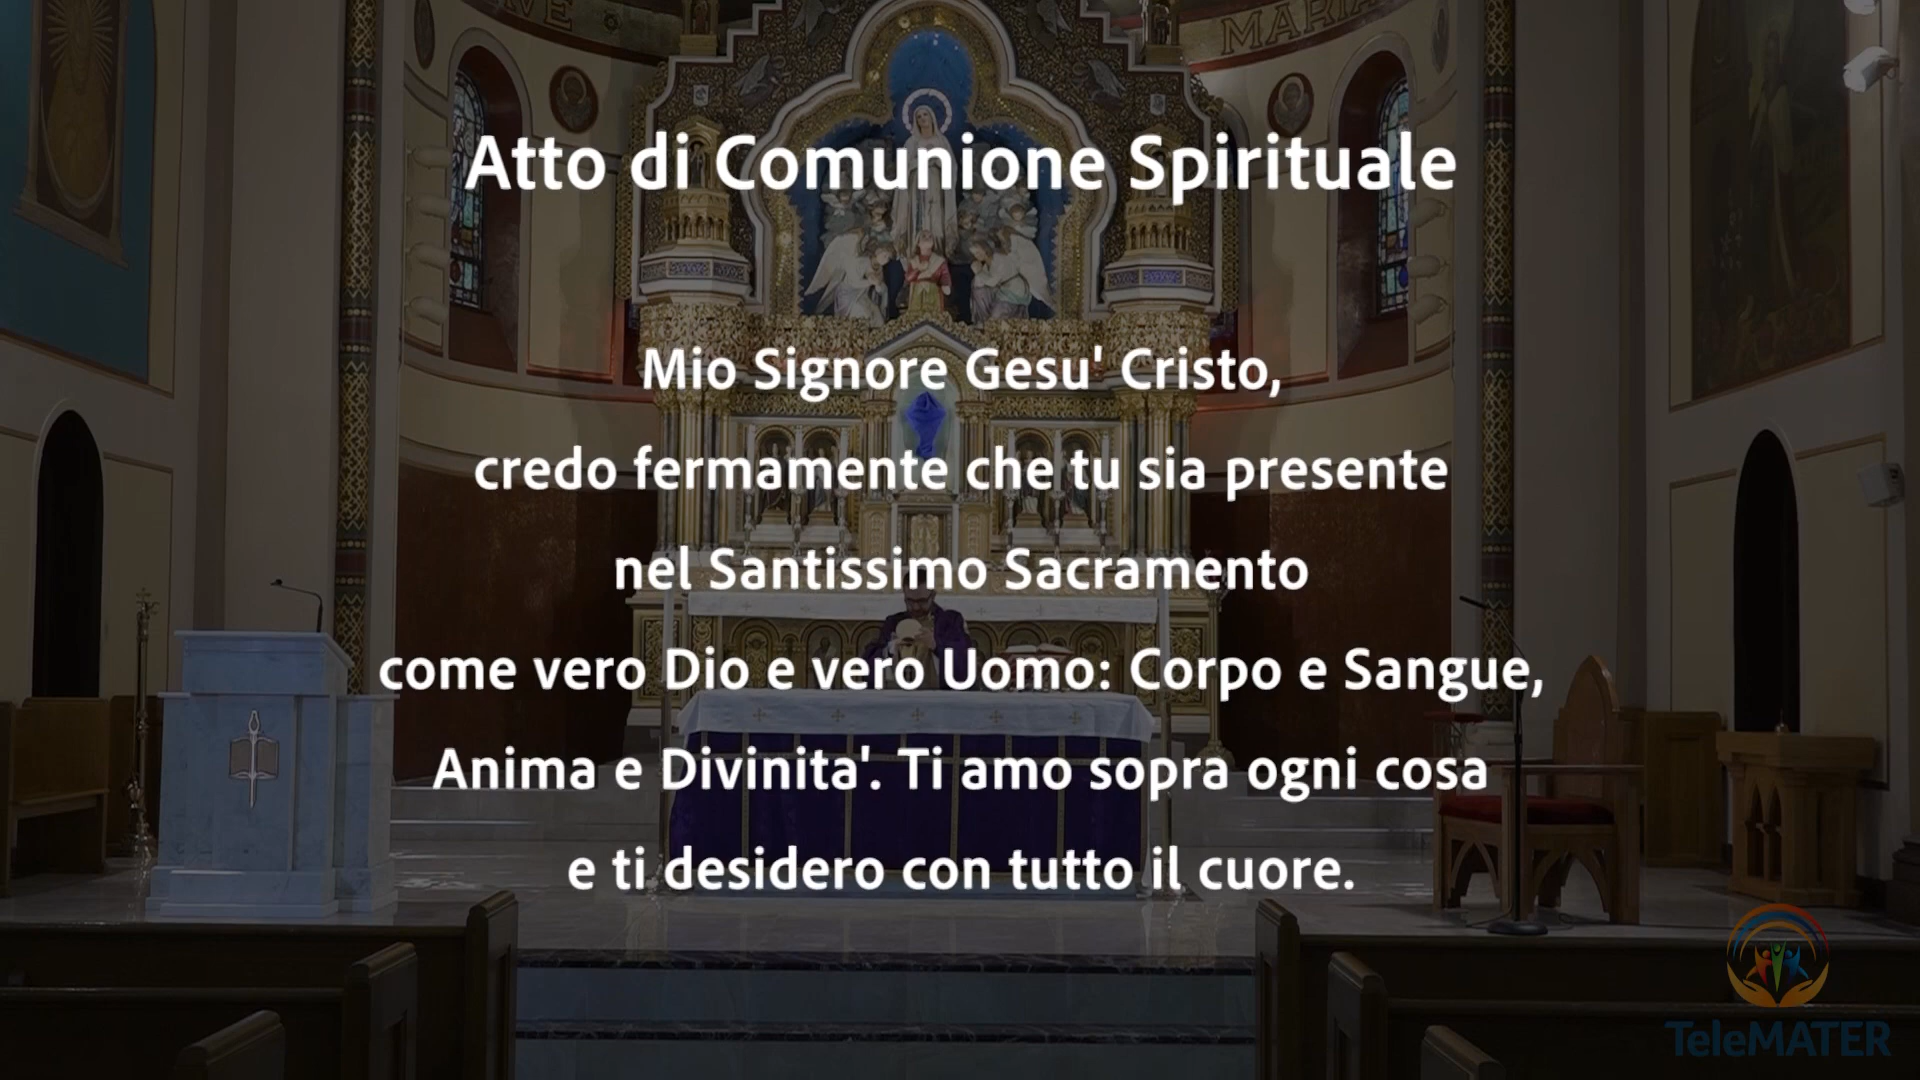 MARIA
Atto di Comunione Spirituale
Mio Signore Gesu' Cristo,
credo fermamente che tu sia presente
nel Santissimo Sacramento
come vero Dio e vero Uomo: Corpo e Sangue,
Anima e Divinita'. Ti amo sopra ogni cosa
e ti desidero con tutto il cuore.
TeleMATER